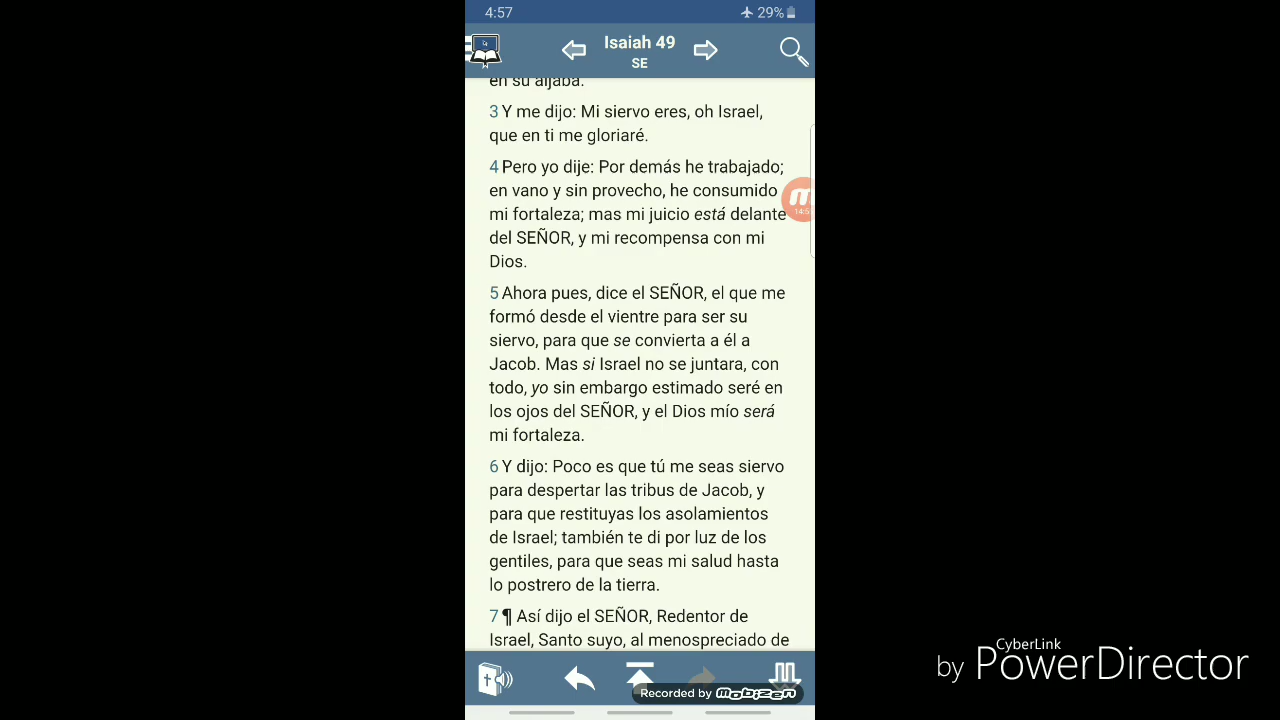 4:57
29%
Isaiah 49
SE
en su aljaba.
3 Y me dijo: Mi siervo eres, oh Israel,
que en ti me gloriaré.
4 Pero yo dije: Por demás he trabajado;
en vano y sin provecho, he consumido
mi fortaleza; mas mi juicio está delante
del SEÑOR, y mi recompensa con mi
Dios.
5 Ahora pues, dice el SEÑOR, el que me
formó desde el vientre para ser su
siervo, para que se convierta a él a
Jacob. Mas si Israel no se juntara, con
todo, yo sin embargo estimado seré en
los ojos del SEÑOR, y el Dios mío será
mi fortaleza.
6 Y dijo: Poco es que tú me seas siervo
para despertar las tribus de Jacob, y
para que restituyas los asolamientos
de Israel; también te di por luz de los
gentiles, para que seas mi salud hasta
lo postrero de la tierra.
7 ¶ Así dijo el SEÑOR, Redentor de
Israel, Santo suyo, al menospreciado de
Recorded by Mobizen
CyberLink
by PowerDirector